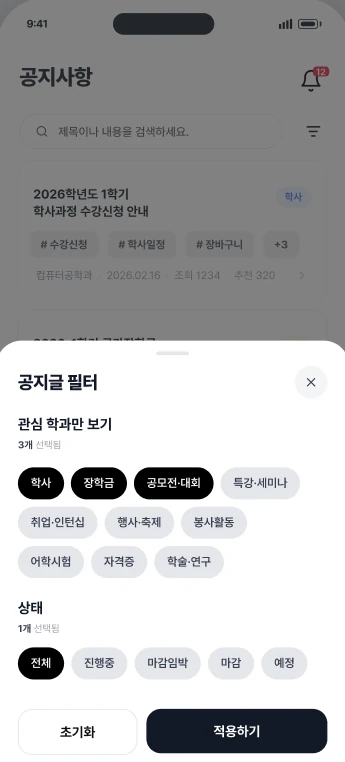 9:41
공지사항
12
제목이나 내용을 검색하세요.
2026학년도 1학기
학사과정 수강신청 안내
학사
# 수강신청
# 학사일정
# 장바구니
+3
컴퓨터공학과 · 2026.02.16 · 조회 1234 추천 320
공지글 필터
관심 학과만 보기
3개 선택됨
학사 장학금 공모전·대회 특강·세미나
취업·인턴십 행사·축제 봉사활동
어학시험 자격증 학술·연구
상태
1개 선택됨
전체 진행중 마감임박 마감 예정
초기화 적용하기